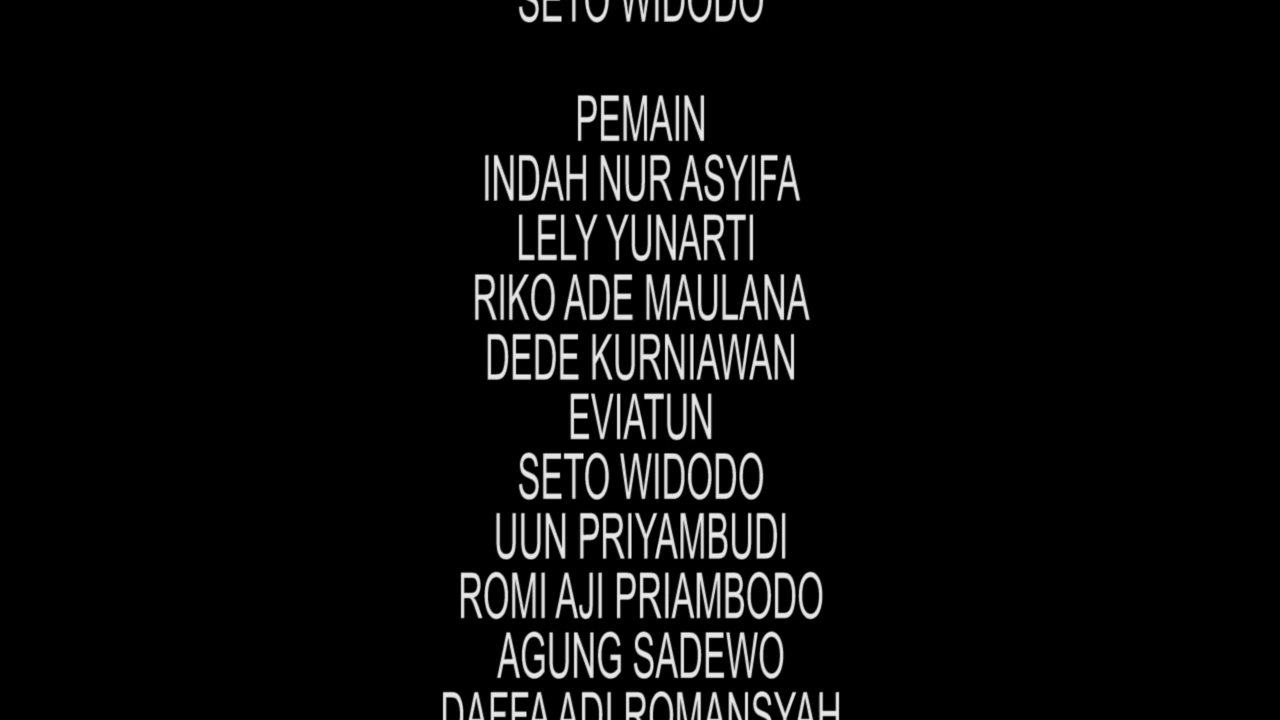 SETO WIDODO
PEMAIN
INDAH NUR ASYIFA
LELY YUNARTI
RIKO ADE MAULANA
DEDE KURNIAWAN
EVIATUN
SETO WIDODO
UUN PRIYAMBUDI
ROMI AJI PRIAMBODO
AGUNG SADEWO
DAFFA ADI ROMANSYAH